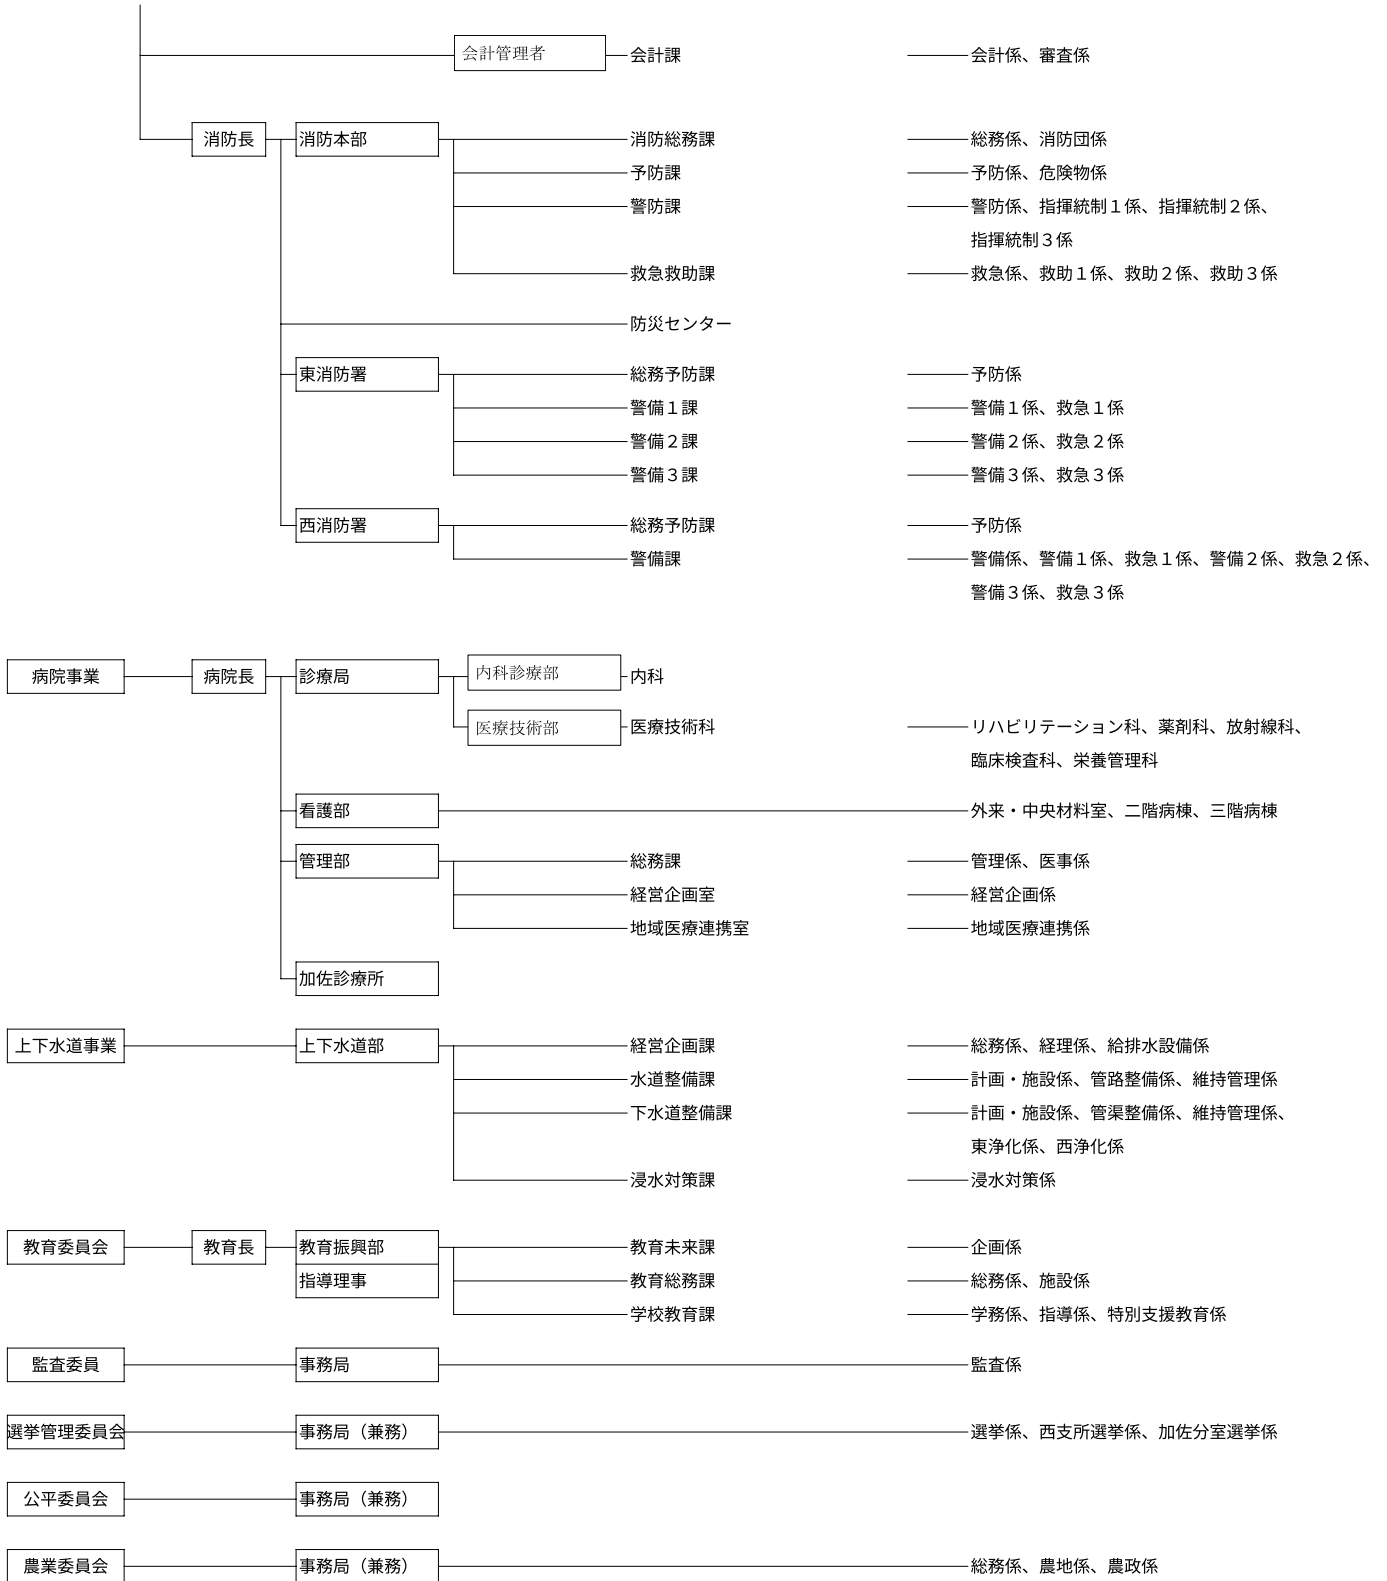 会計管理者 会計課 会計係、審査係
消防長 消防本部 消防総務課 総務係、消防団係
予防課 予防係、危険物係
警防課 警防係、指揮統制１係、指揮統制２係、
指揮統制３係
救急救助課 救急係、救助１係、救助２係、救助３係
防災センター
東消防署 総務予防課 予防係
警備１課 警備１係、救急１係
警備２課 警備２係、救急２係
警備３課 警備３係、救急３係
西消防署 総務予防課 予防係
警備課 警備係、警備１係、救急１係、警備２係、救急２係、
警備３係、救急３係
病院事業 病院長 診療局 内科診療部 内科
医療技術部 医療技術科 リハビリテーション科、薬剤科、放射線科、
臨床検査科、栄養管理科
看護部 外来・中央材料室、二階病棟、三階病棟
管理部 総務課 管理係、医事係
経営企画室 経営企画係
地域医療連携室 地域医療連携係
加佐診療所
上下水道事業 上下水道部 経営企画課 総務係、経理係、給排水設備係
水道整備課 計画・施設係、管路整備係、維持管理係
下水道整備課 計画・施設係、管渠整備係、維持管理係、
東浄化係、西浄化係
浸水対策課 浸水対策係
教育委員会 教育長 教育振興部 教育未来課 企画係
指導理事 教育総務課 総務係、施設係
学校教育課 学務係、指導係、特別支援教育係
監査委員 事務局 監査係
選挙管理委員会 事務局（兼務） 選挙係、西支所選挙係、加佐分室選挙係
公平委員会 事務局（兼務）
農業委員会 事務局（兼務） 総務係、農地係、農政係